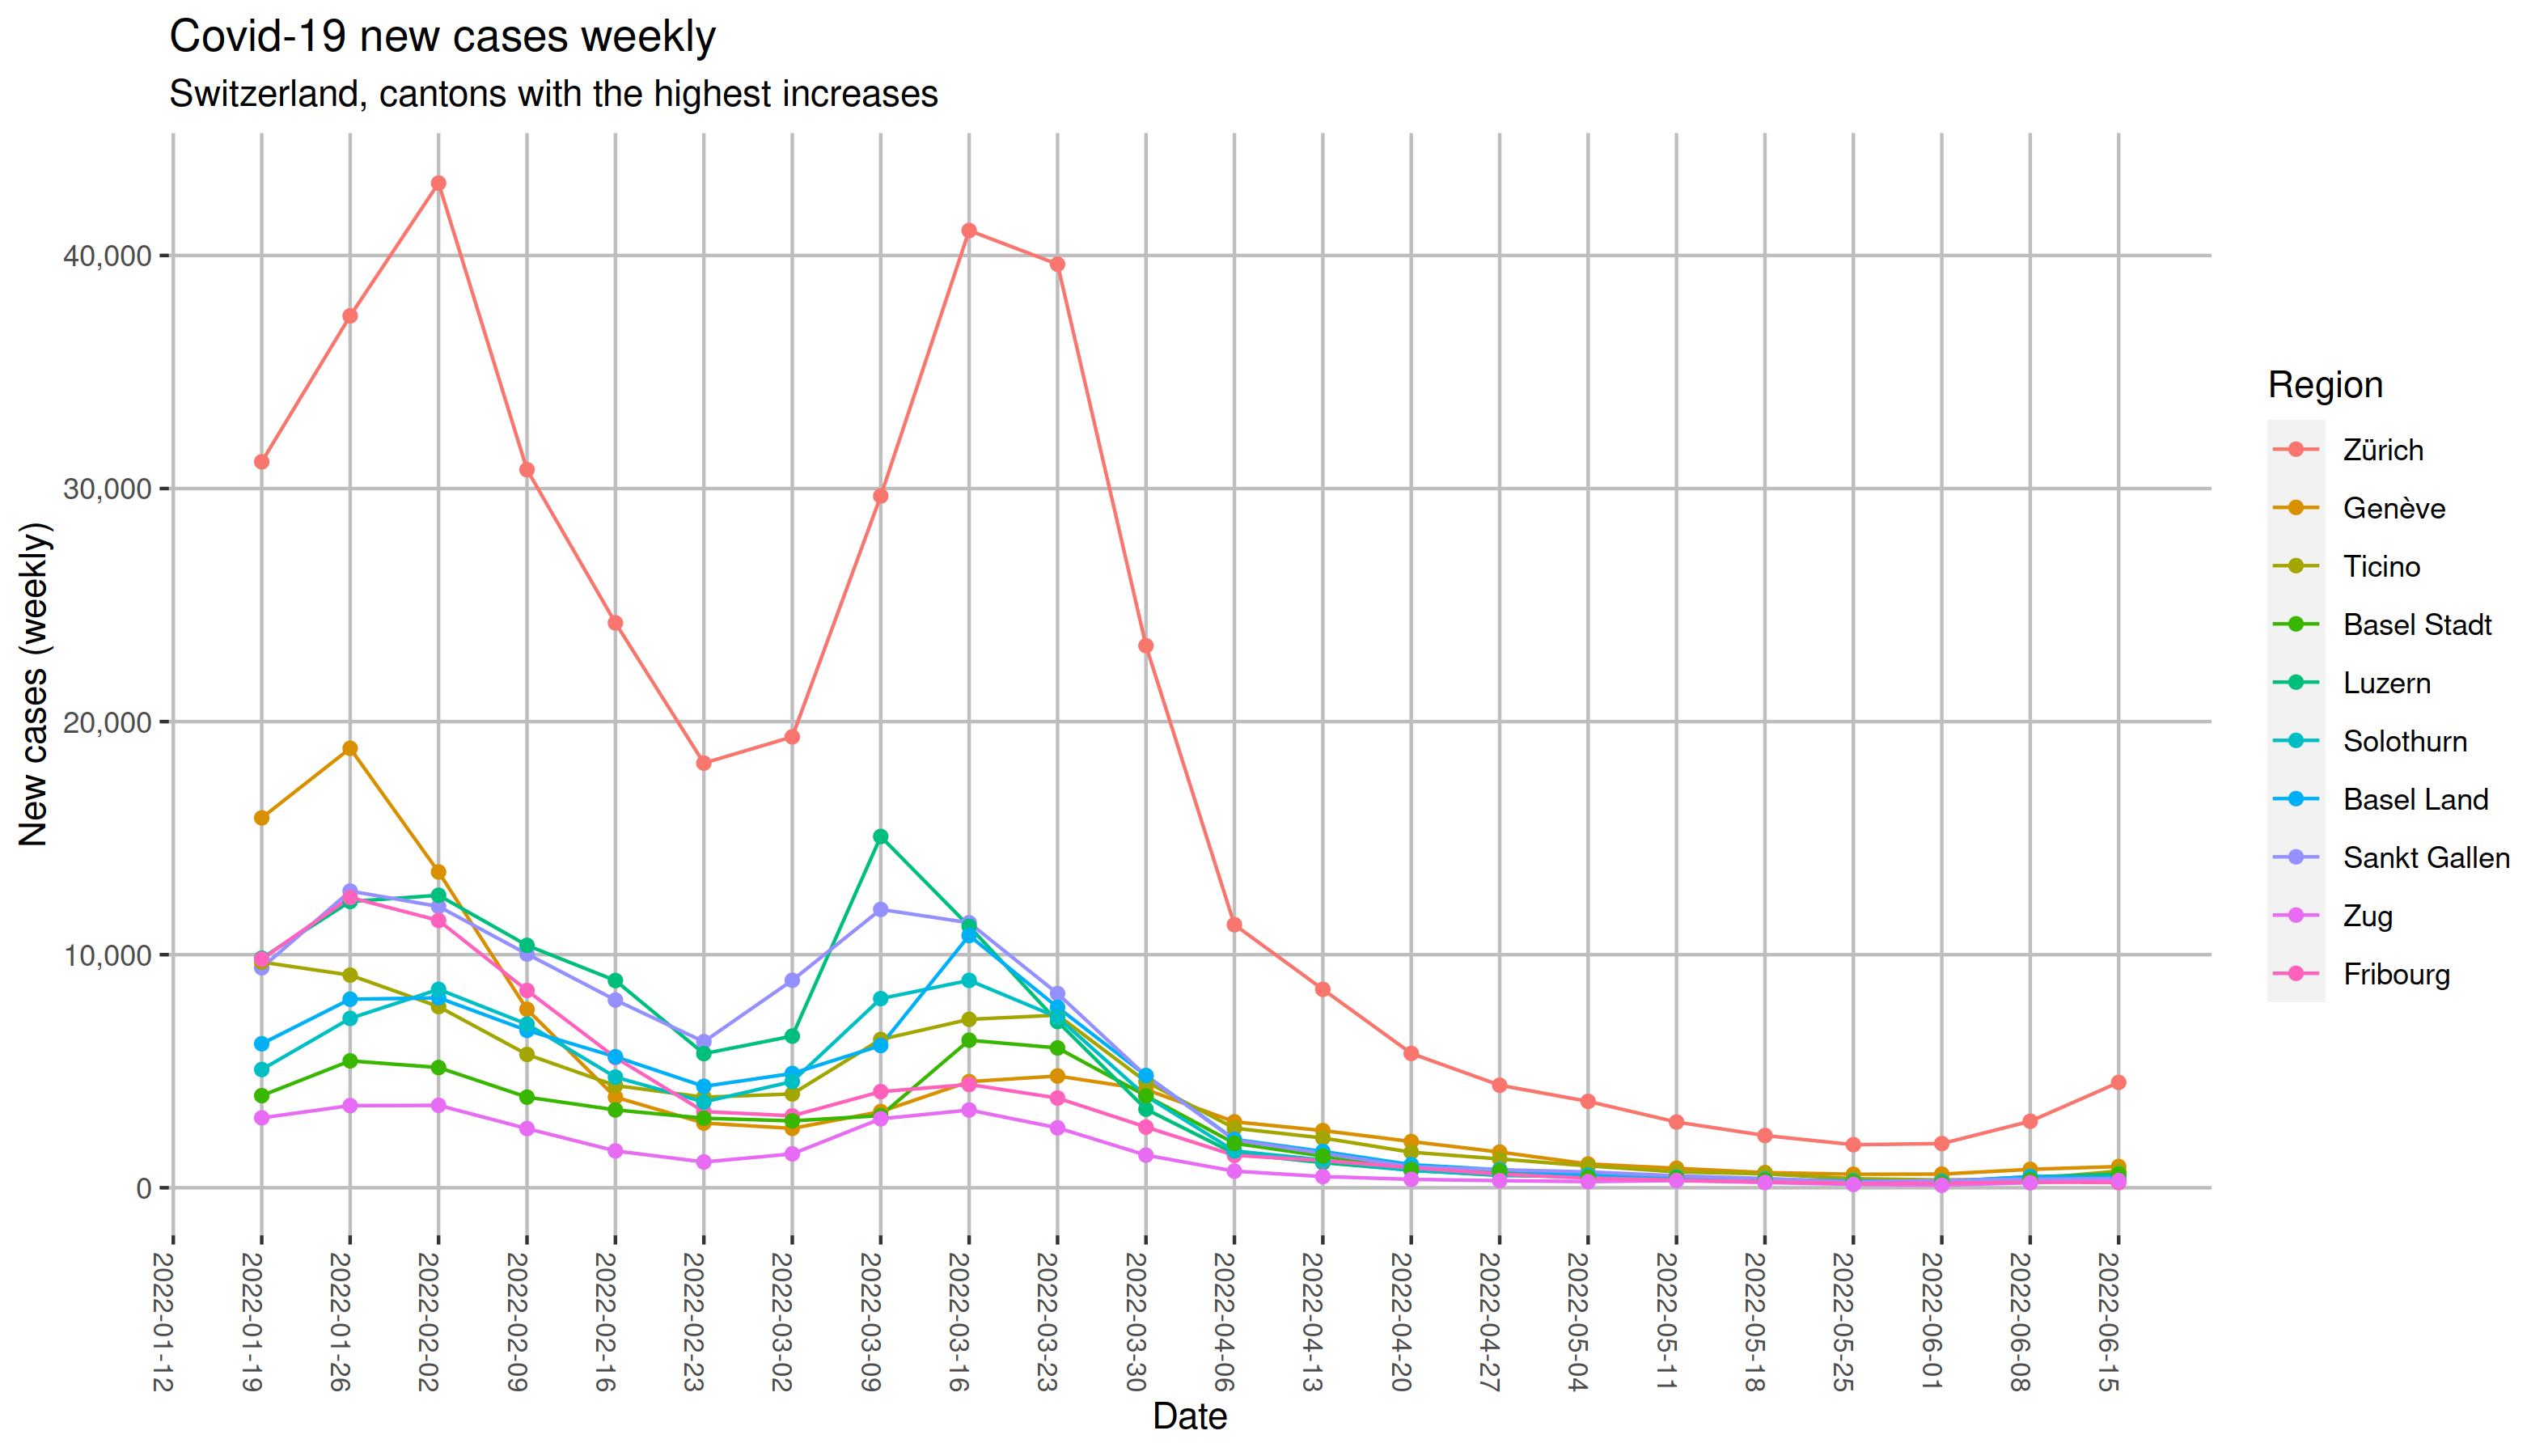 Covid-19 new cases weekly
Switzerland, cantons with the highest increases
New cases (weekly)
40,000
30,000
20,000
10,000
0
2022-01-12
2022-01-19
2022-01-26
2022-02-02
2022-02-09
2022-02-16
2022-02-23
2022-03-02
2022-03-09
2022-03-16
2022-03-23
2022-03-30
2022-04-06
2022-04-13
2022-04-20
2022-04-27
2022-05-04
2022-05-11
2022-05-18
2022-05-25
2022-06-01
2022-06-08
2022-06-15
Date
Region
Zürich
Genève
Ticino
Basel Stadt
Luzern
Solothurn
Basel Land
Sankt Gallen
Zug
Fribourg